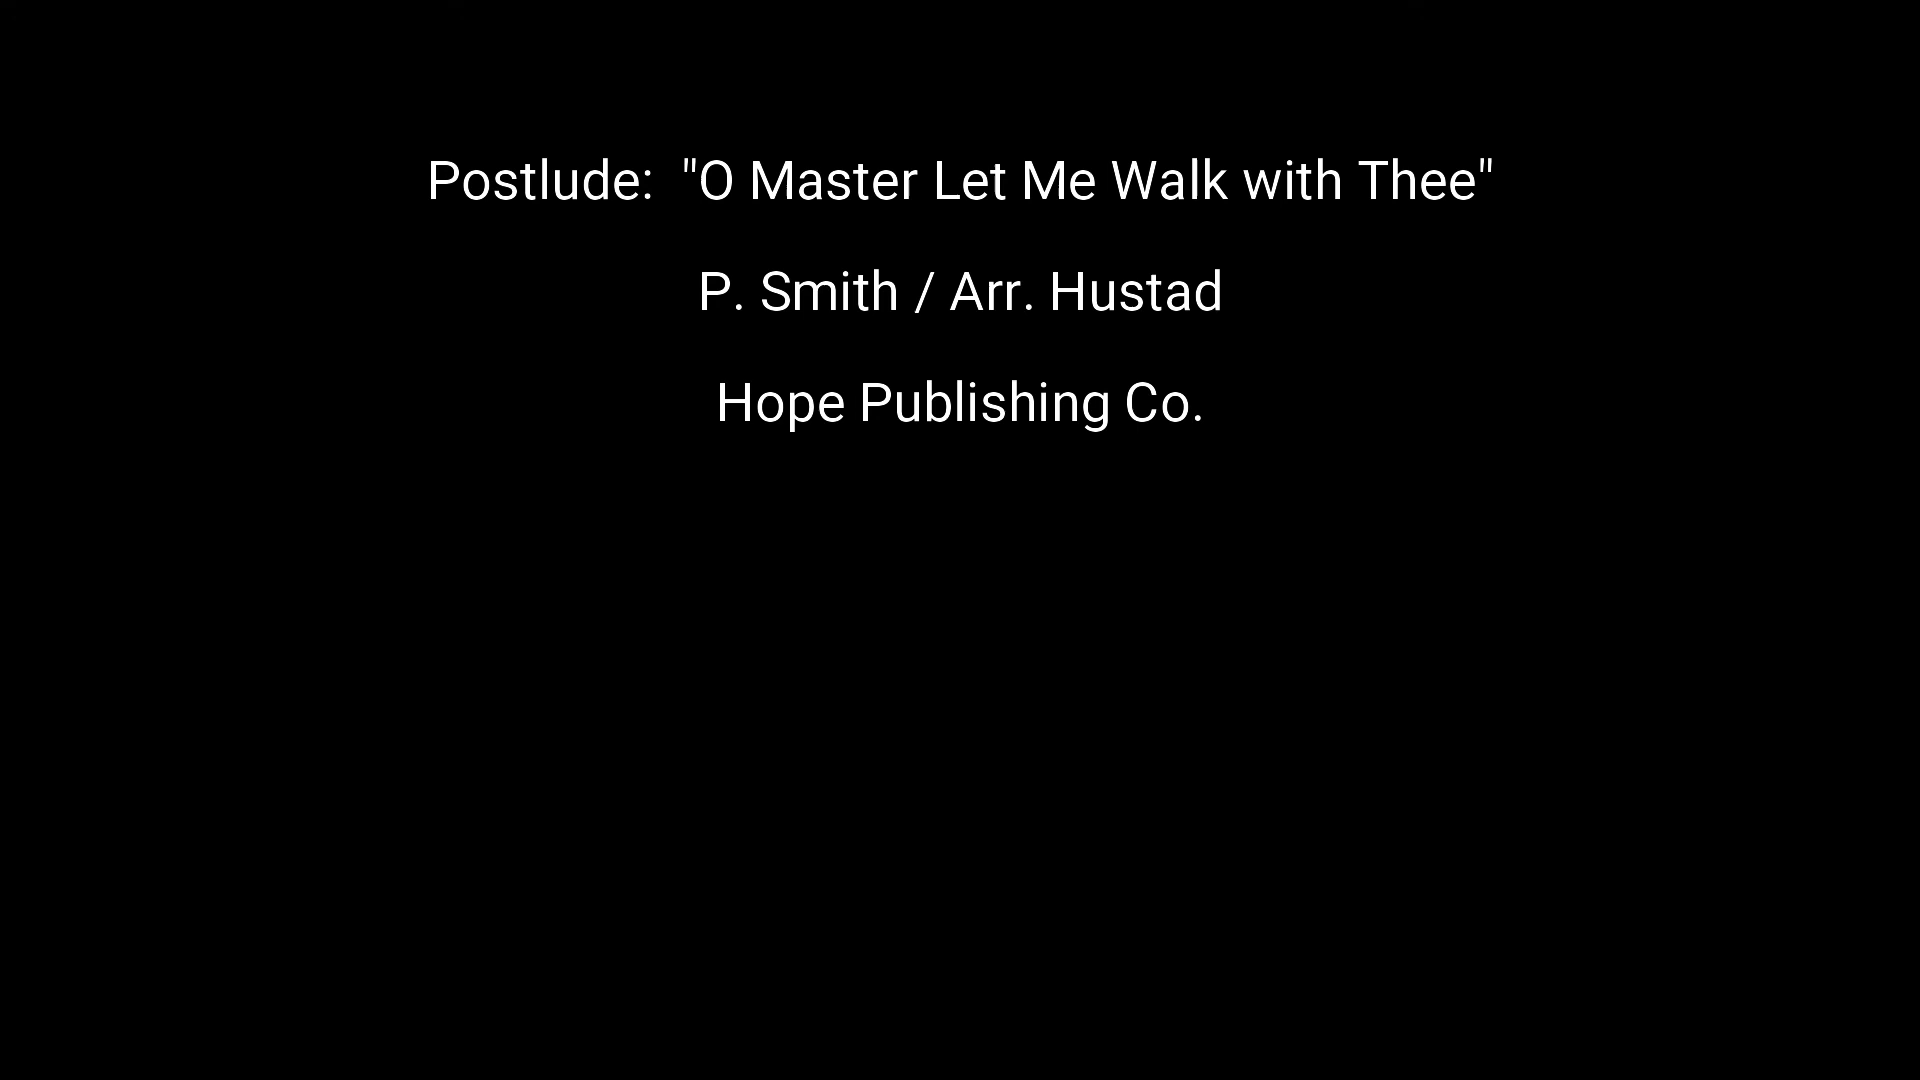 Postlude:  "O Master Let Me Walk with Thee"
P. Smith / Arr. Hustad
Hope Publishing Co.